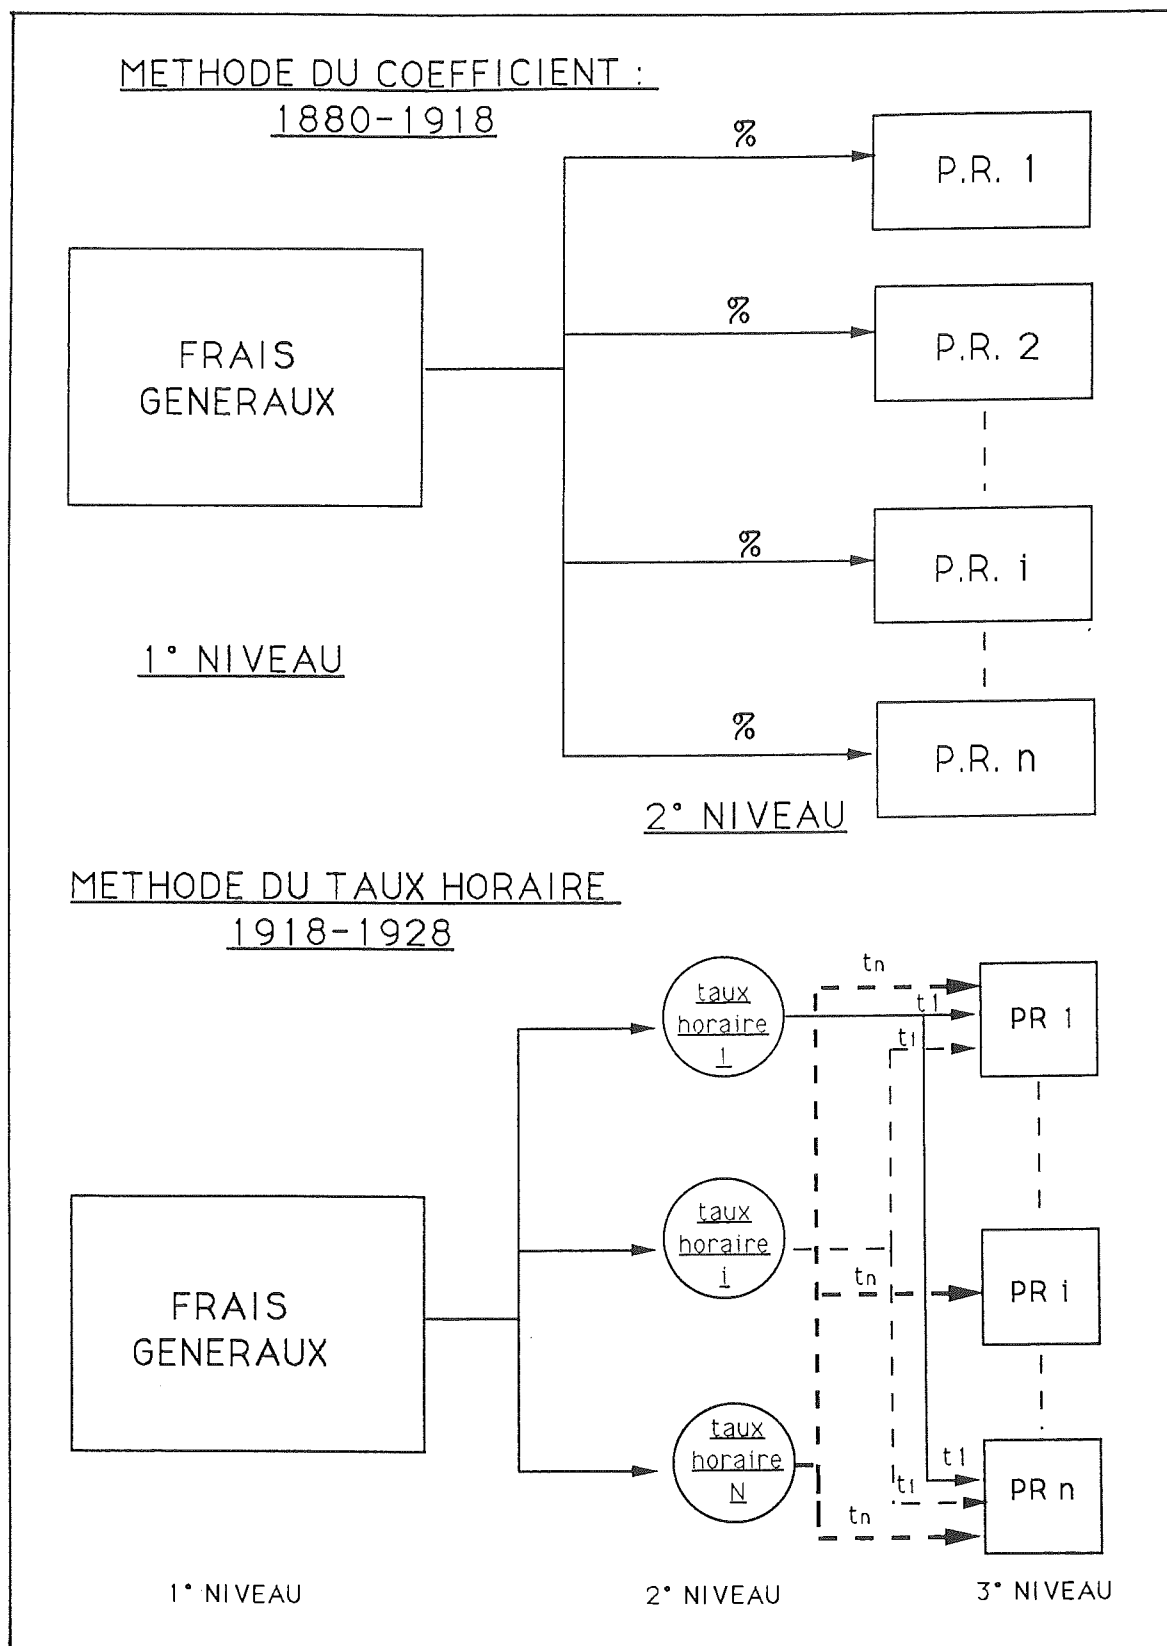 METHODE DU COEFFICIENT :
1880-1918
%
P.R. 1
%
P.R. 2
FRAIS
GENERAUX
%
P.R. i
1° NIVEAU
%
P.R. n
2° NIVEAU
METHODE DU TAUX HORAIRE
1918-1928
tn
taux
horaire
1
t1
PR 1
ti
taux
horaire
i
tn
PR i
FRAIS
GENERAUX
taux
horaire
N
t1
PR n
ti
tn
1° NIVEAU
2° NIVEAU
3° NIVEAU